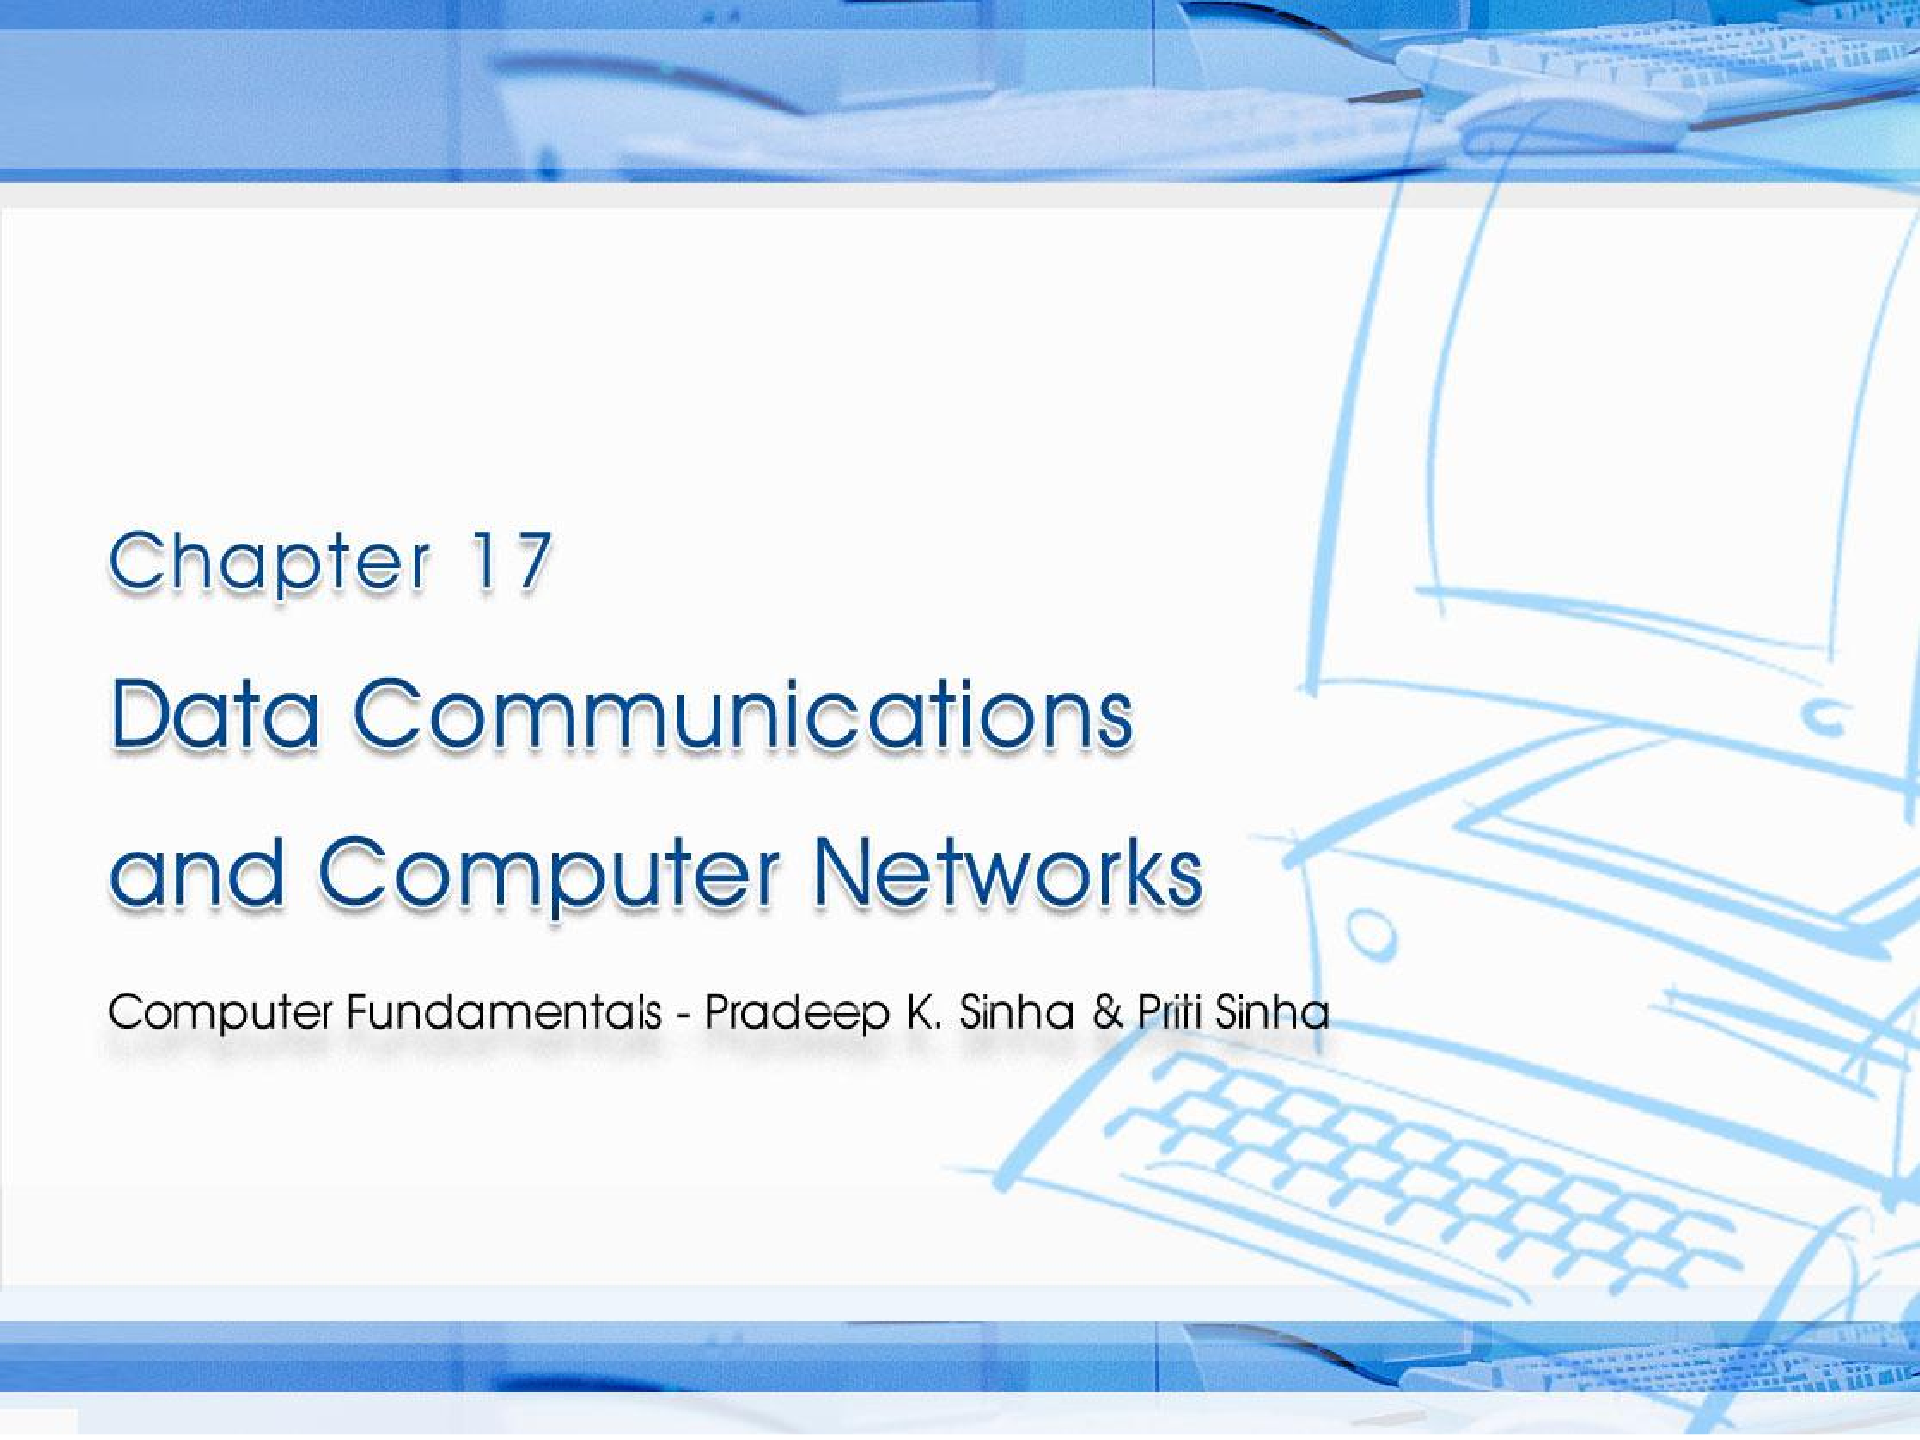 Chapter 17
Data Communications
and Computer Networks
Computer Fundamentals - Pradeep K. Sinha & Priti Sinha